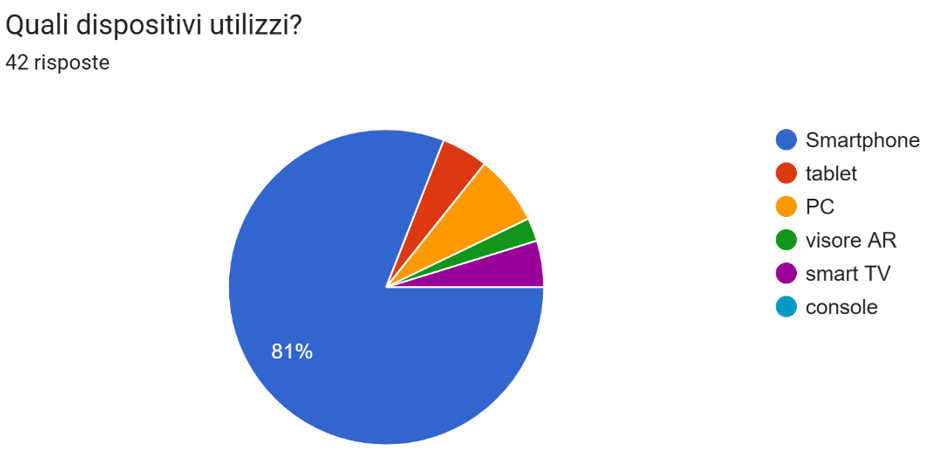 Quali dispositivi utilizzi?
42 risposte
Smartphone
tablet
PC
visore AR
smart TV
console
81%